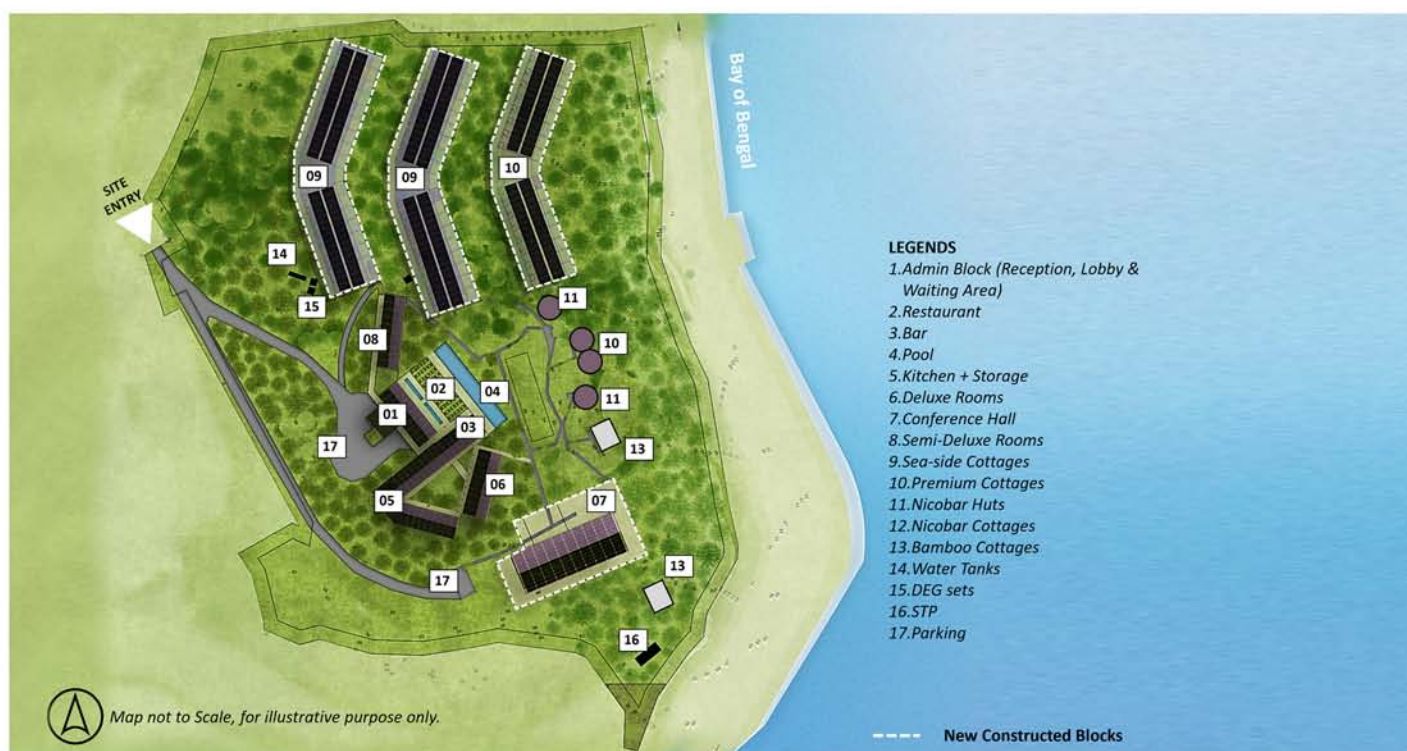 Bay of Bengal
SITE
ENTRY
09
09
10
14
15
11
08
10
02
04
11
01
03
13
17
05
06
07
17
13
16
LEGENDS
1.Admin Block (Reception, Lobby &
Waiting Area)
2.Restaurant
3.Bar
4.Pool
5.Kitchen + Storage
6.Deluxe Rooms
7.Conference Hall
8.Semi-Deluxe Rooms
9.Sea-side Cottages
10.Premium Cottages
11.Nicobar Huts
12.Nicobar Cottages
13.Bamboo Cottages
14.Water Tanks
15.DEG sets
16.STP
17.Parking
Map not to Scale, for illustrative purpose only.
New Constructed Blocks